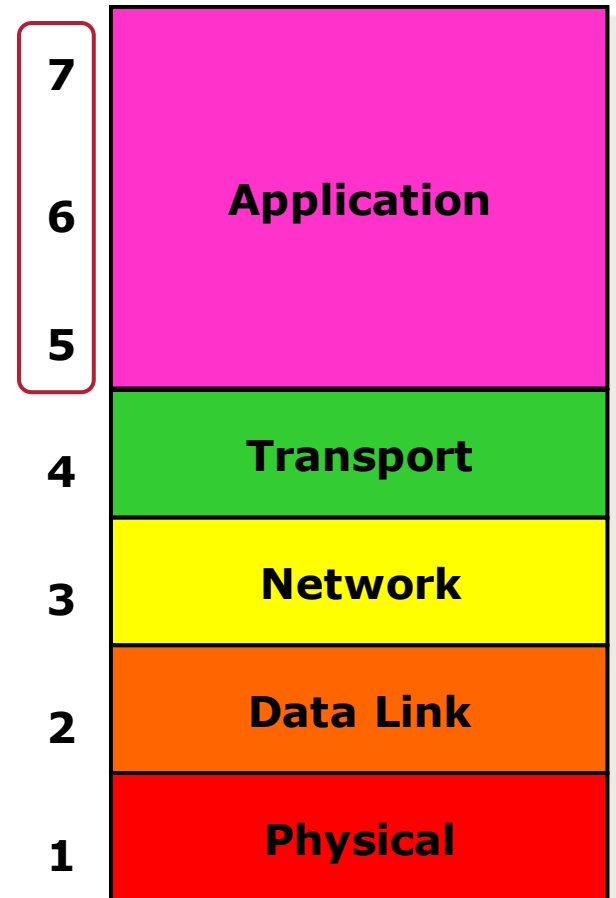 7
6 Application
5
4 Transport
3 Network
2 Data Link
1 Physical